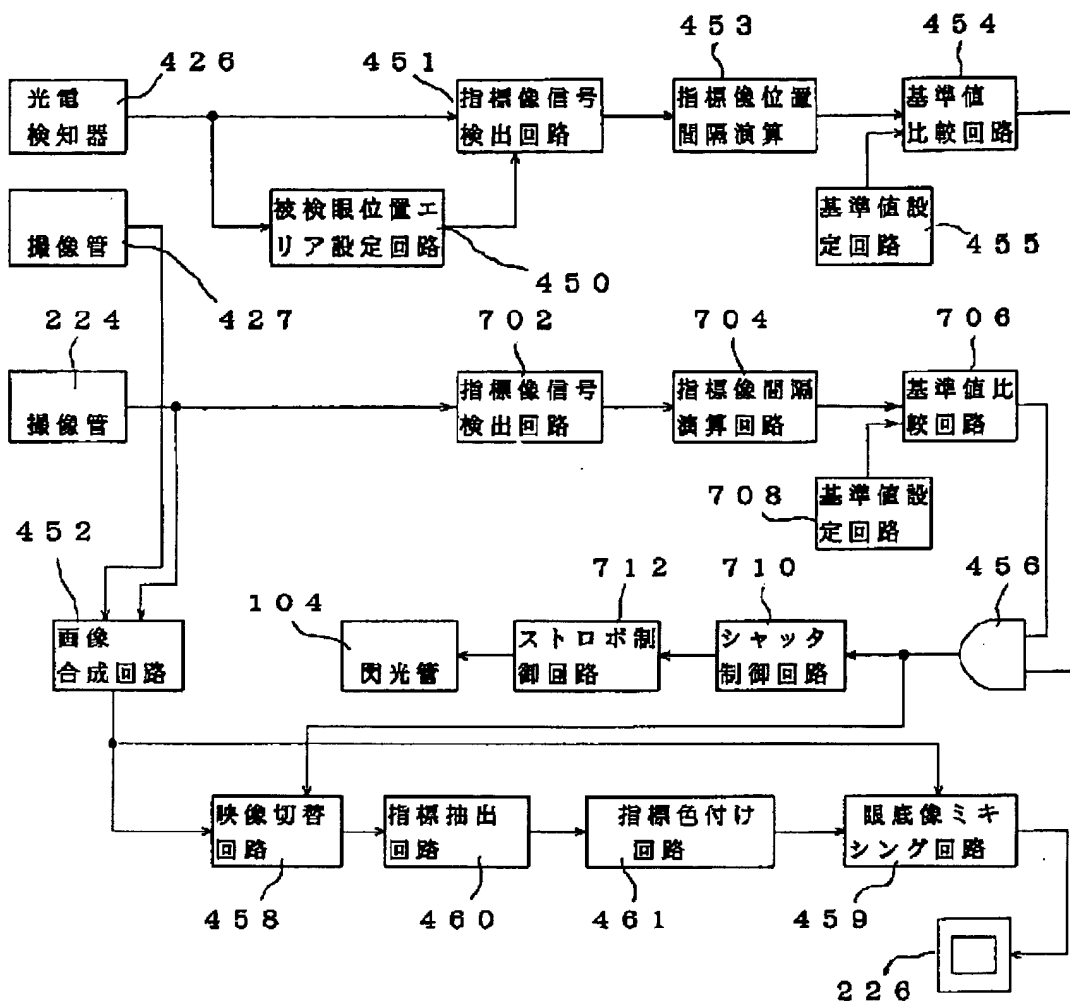 426
451
453
454
光電
検知器
指標像信号
検出回路
指標像位置
間隔演算
基準値
比較回路
撮像管
被検眼位置エ
リア設定回路
基準値設
定回路
455
450
427
224
702
704
706
撮像管
指標像信号
検出回路
指標像間隔
演算回路
基準値比
較回路
708
基準値設
定回路
452
712
710
456
104
画像
合成回路
閃光管
ストロボ制
御回路
シャッタ
制御回路
映像切替
回路
指標抽出
回路
指標色付け
回路
眼底像ミキ
シング回路
458
460
461
459
226